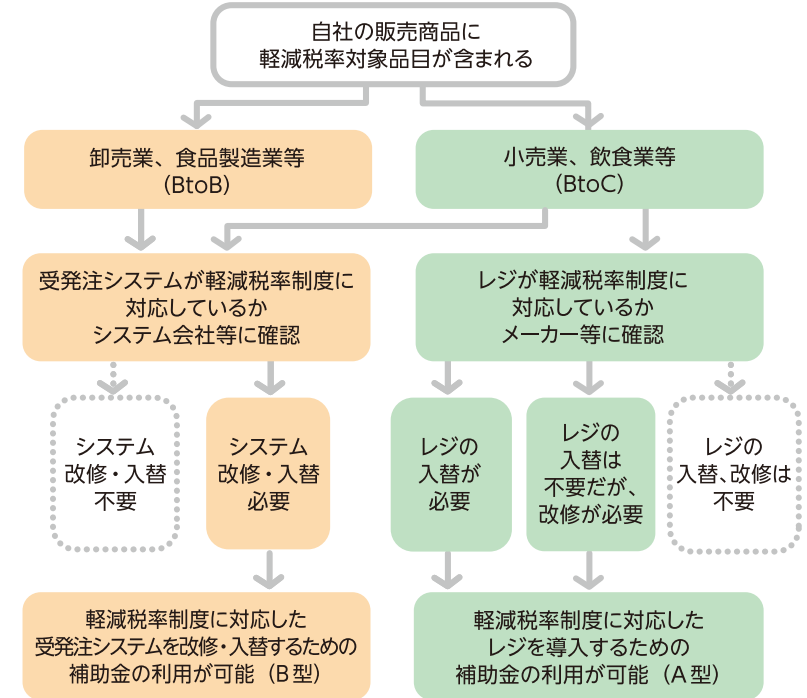 自社の販売商品に
軽減税率対象品目が含まれる
卸売業、食品製造業等
(BtoB)
小売業、飲食業等
(BtoC)
受発注システムが軽減税率制度に
対応しているか
システム会社等に確認
レジが軽減税率制度に
対応しているか
メーカー等に確認
システム
改修・入替
不要
システム
改修・入替
必要
レジの
入替が
必要
レジの
入替は
不要だが、
改修が必要
レジの
入替、改修は
不要
軽減税率制度に対応した
受発注システムを改修・入替するための
補助金の利用が可能（B型）
軽減税率制度に対応した
レジを導入するための
補助金の利用が可能（A型）